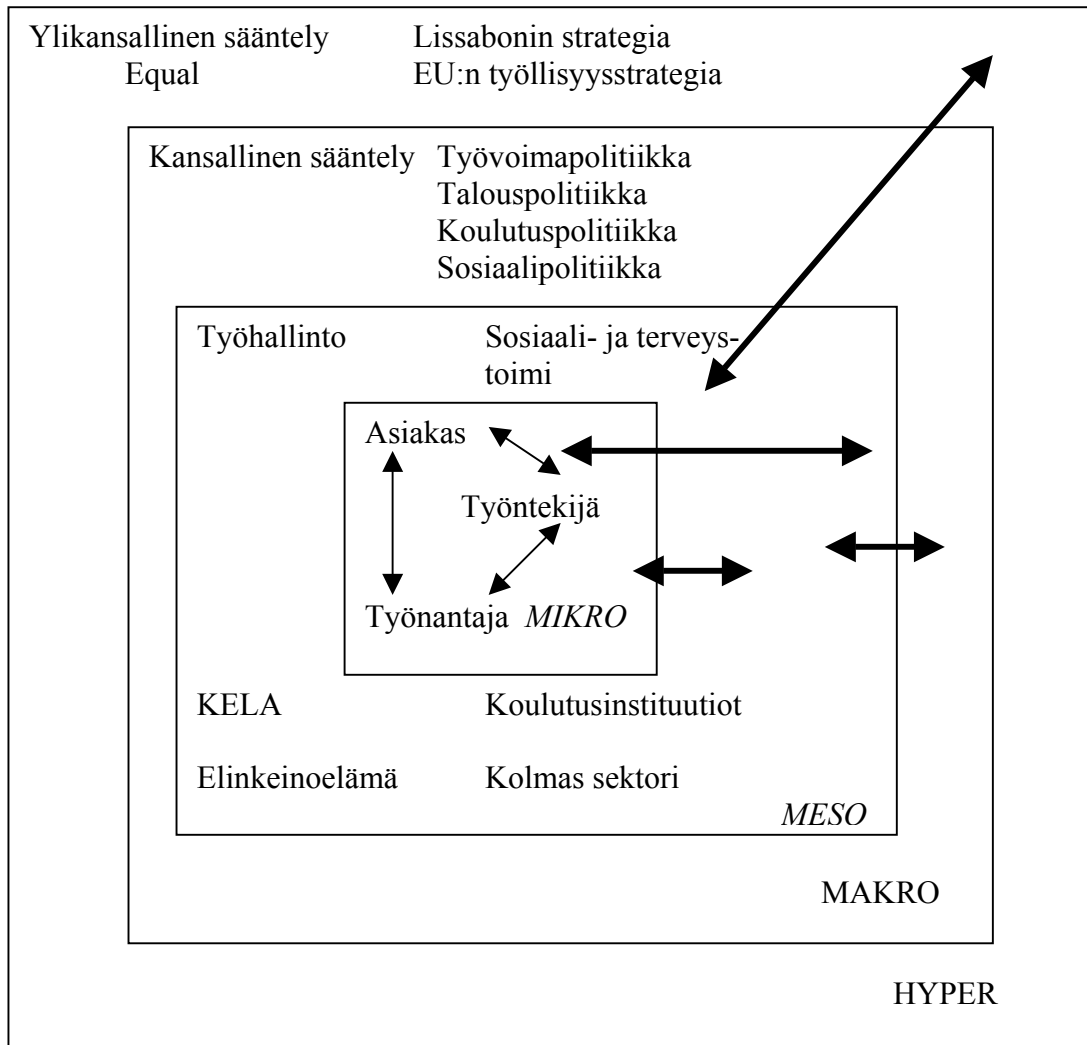 Ylikansallinen sääntely Lissabonin strategia
Equal EU:n työllisyysstrategia
Kansallinen sääntely Työvoimapolitiikka
Talouspolitiikka
Koulutuspolitiikka
Sosiaalipolitiikka
Työhallinto Sosiaali- ja terveys-
toimi
Asiakas
Työntekijä
Työnantaja MIKRO
KELA Koulutusinstituutiot
Elinkeinoelämä Kolmas sektori
MESO
MAKRO
HYPER